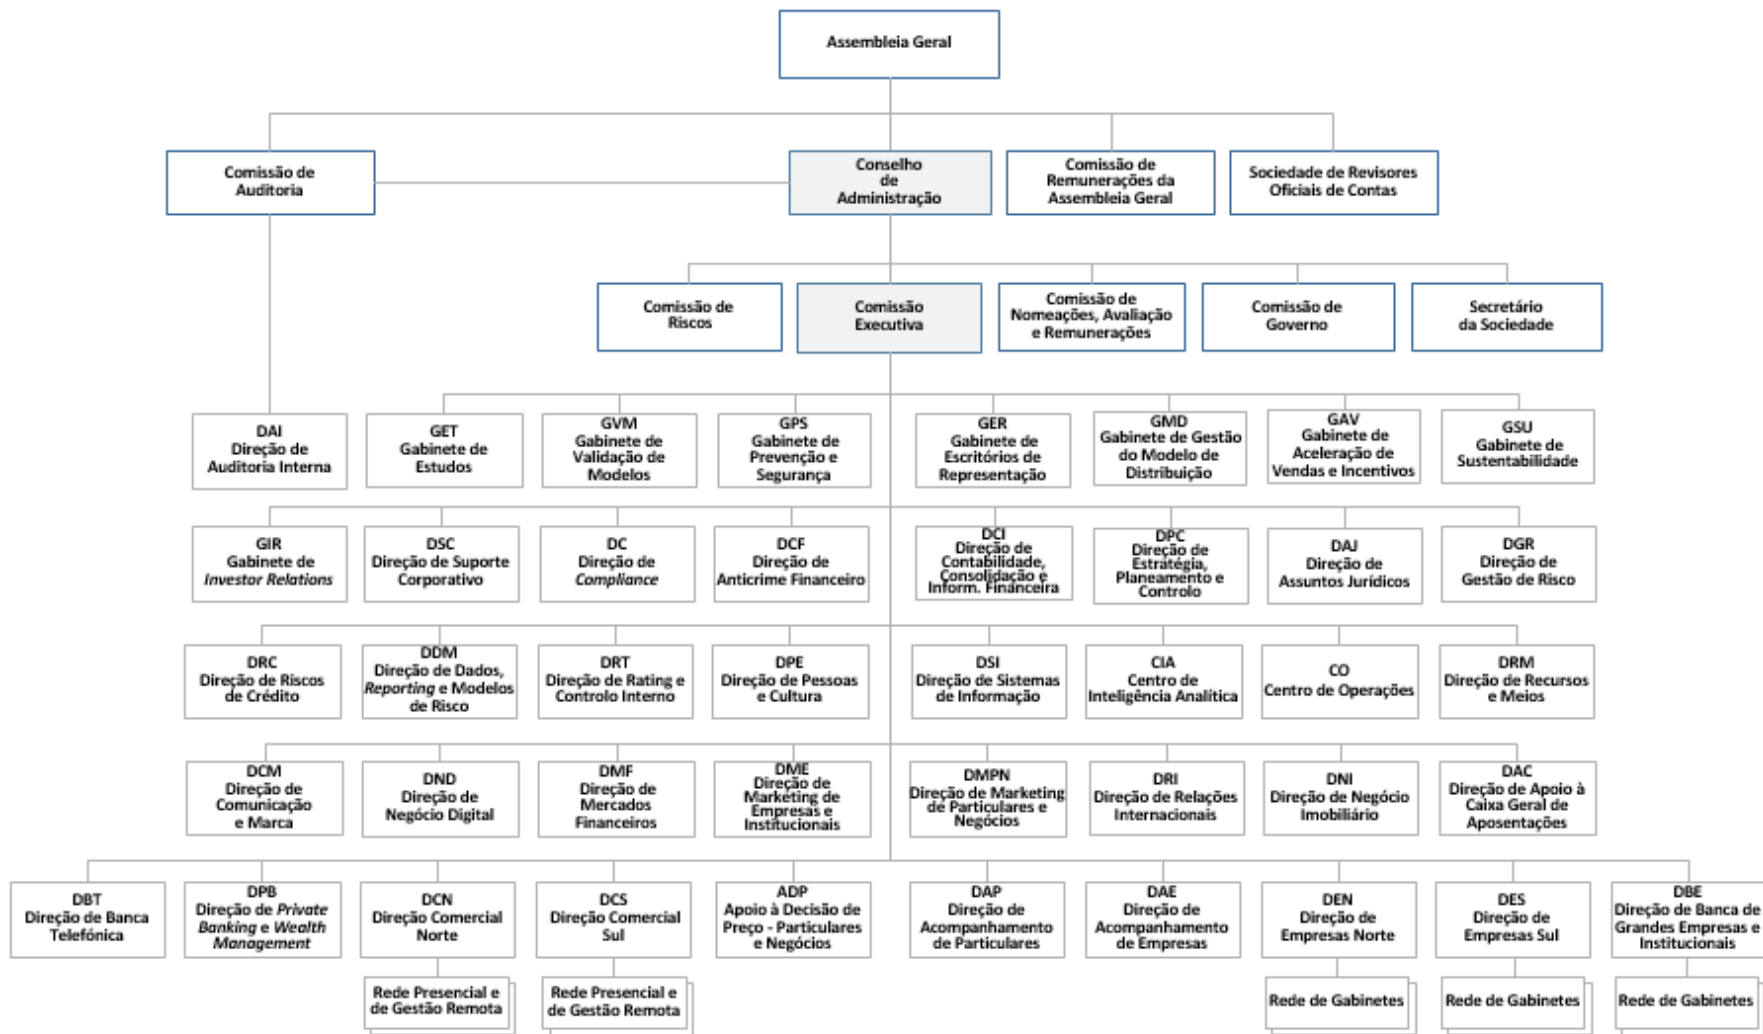 Assembleia Geral
Comissão de
Auditoria
Conselho
de
Administração
Comissão de
Remunerações da
Assembleia Geral
Sociedade de Revisores
Oficiais de Contas
Comissão de
Riscos
Comissão
Executiva
Comissão de
Nomeações, Avaliação
e Remunerações
Comissão de
Governo
Secretário
da Sociedade
DAI
Direção de
Auditoria Interna
GET
Gabinete de
Estudos
GVM
Gabinete de
Validação de
Modelos
GPS
Gabinete de
Prevenção e
Segurança
GER
Gabinete de
Escritórios de
Representação
GMD
Gabinete de Gestão
do Modelo de
Distribuição
GAV
Gabinete de
Aceleração de
Vendas e Incentivos
GSU
Gabinete de
Sustentabilidade
GIR
Gabinete de
Investor Relations
DSC
Direção de Suporte
Corporativo
DC
Direção de
Compliance
DCF
Direção de
Anticrime Financeiro
DCI
Direção de
Contabilidade,
Consolidação e
Inform. Financeira
DPC
Direção de
Estratégia,
Planeamento e
Controlo
DAJ
Direção de
Assuntos Jurídicos
DGR
Direção de
Gestão de Risco
DRC
Direção de Riscos
de Crédito
DDM
Direção de Dados,
Reporting e Modelos
de Risco
DRT
Direção de Rating e
Controlo Interno
DPE
Direção de Pessoas
e Cultura
DSI
Direção de Sistemas
de Informação
CIA
Centro de
Inteligência Analítica
CO
Centro de Operações
DRM
Direção de Recursos
e Meios
DCM
Direção de
Comunicação
e Marca
DND
Direção de
Negócio Digital
DMF
Direção de
Mercados
Financeiros
DME
Direção de
Marketing de
Empresas e
Institucionais
DMPN
Direção de Marketing
de Particulares e
Negócios
DRI
Direção de Relações
Internacionais
DNI
Direção de Negócio
Imobiliário
DAC
Direção de Apoio à
Caixa Geral de
Aposentações
DBT
Direção de Banca
Telefónica
DPB
Direção de Private
Banking e Wealth
Management
DCN
Direção Comercial
Norte
DCS
Direção Comercial
Sul
ADP
Apoio à Decisão de
Preço - Particulares
e Negócios
DAP
Direção de
Acompanhamento
de Particulares
DAE
Direção de
Acompanhamento
de Empresas
DEN
Direção de
Empresas Norte
DES
Direção de
Empresas Sul
DBE
Direção de Banca de
Grandes Empresas e
Institucionais
Rede Presencial e
de Gestão Remota
Rede Presencial e
de Gestão Remota
Rede de Gabinetes
Rede de Gabinetes
Rede de Gabinetes